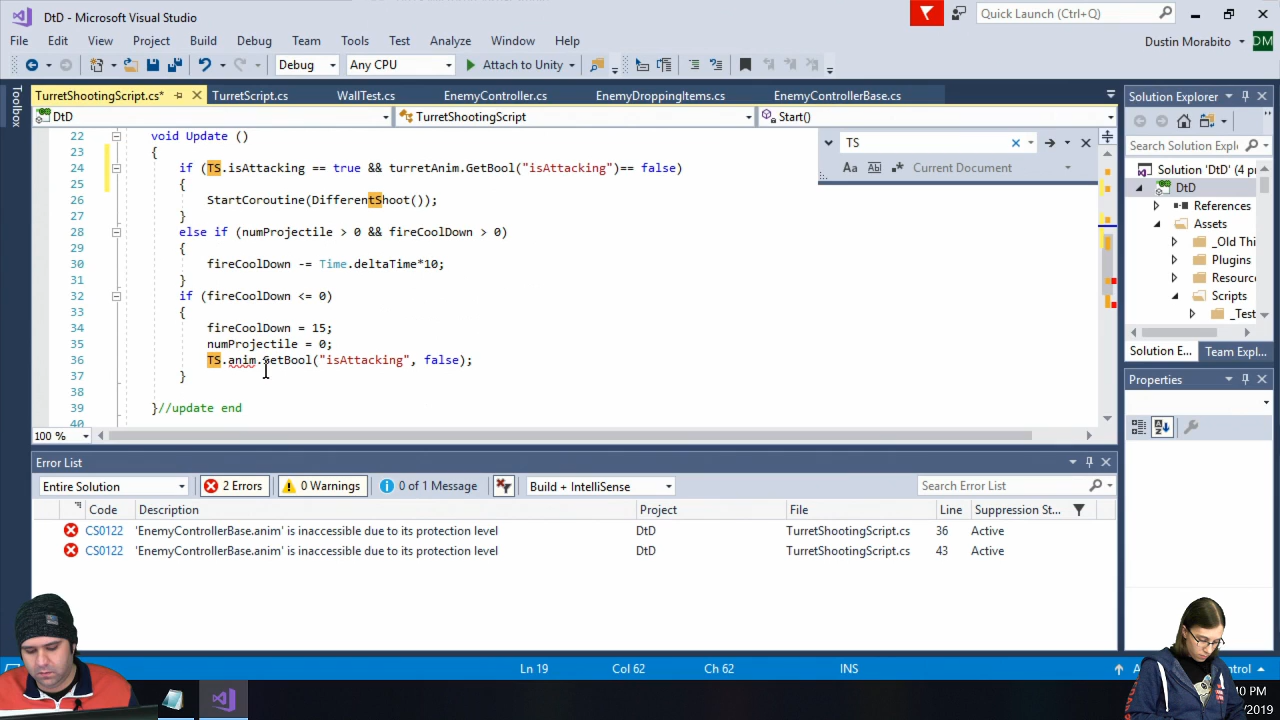 DtD - Microsoft Visual Studio
Quick Launch (Ctrl+Q)
File Edit View Project Build Debug Team Tools Test Analyze Window Help
Dustin Morabito DM
Debug Any CPU Attach to Unity
Toolbox
TurretShootingScript.cs* TurretScript.cs WallTest.cs EnemyController.cs EnemyDroppingItems.cs EnemyControllerBase.cs
DtD TurretShootingScript Start()
TS
Aa Current Document
22 void Update ()
23 {
24 if (TS.isAttacking == true && turretAnim.GetBool("isAttacking")== false)
25 {
26 StartCoroutine(DifferentShoot());
27 }
28 else if (numProjectile > 0 && fireCoolDown > 0)
29 {
30 fireCoolDown -= Time.deltaTime*10;
31 }
32 if (fireCoolDown <= 0)
33 {
34 fireCoolDown = 15;
35 numProjectile = 0;
36 TS.anim.SetBool("isAttacking", false);
37 }
38
39 }//update end
40
100 %
Solution Explorer
Search Solution Expl
Solution 'DtD' (4 pr
DtD
References
Assets
_Old Thi
Plugins
Resourc
Scripts
_Test
Solution E... Team Expl...
Properties
Error List
Entire Solution 2 Errors 0 Warnings 0 of 1 Message Build + IntelliSense Search Error List
Code Description Project File Line Suppression St...
CS0122 'EnemyControllerBase.anim' is inaccessible due to its protection level DtD TurretShootingScript.cs 36 Active
CS0122 'EnemyControllerBase.anim' is inaccessible due to its protection level DtD TurretShootingScript.cs 43 Active
Ln 19 Col 62 Ch 62 INS
PM
/2019